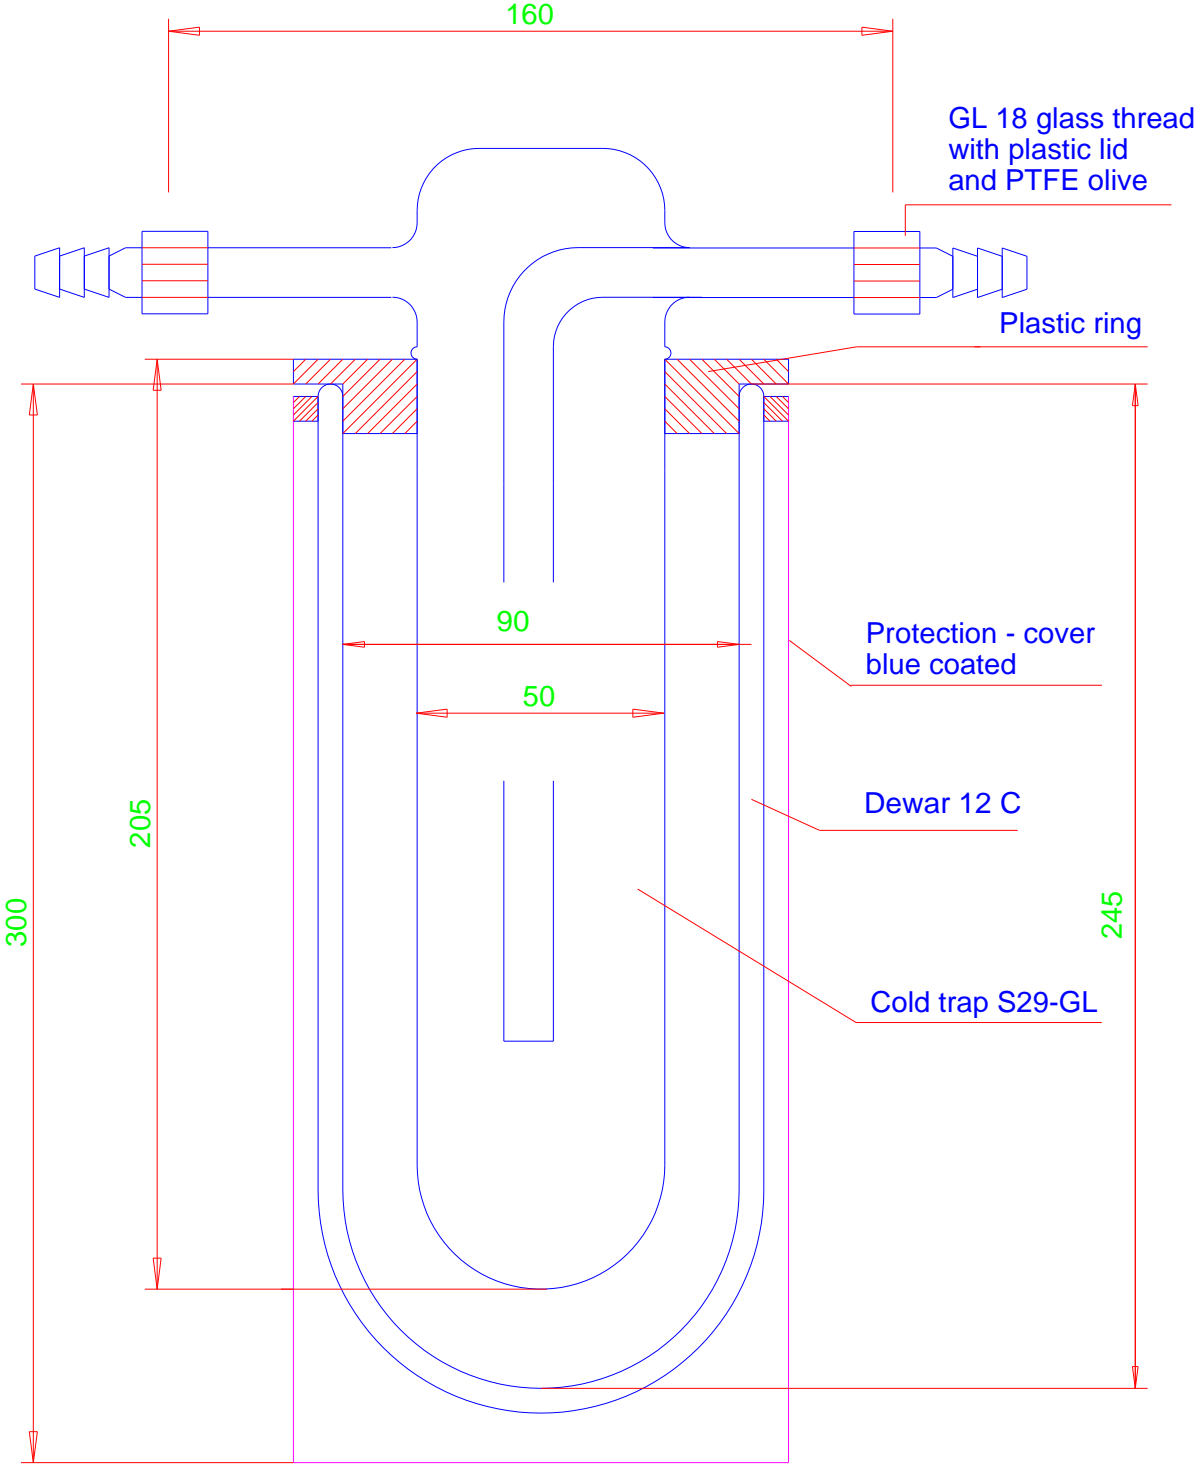 160
GL 18 glass thread
with plastic lid
and PTFE olive
Plastic ring
90
Protection - cover
blue coated
50
205
Dewar 12 C
300
245
Cold trap S29-GL